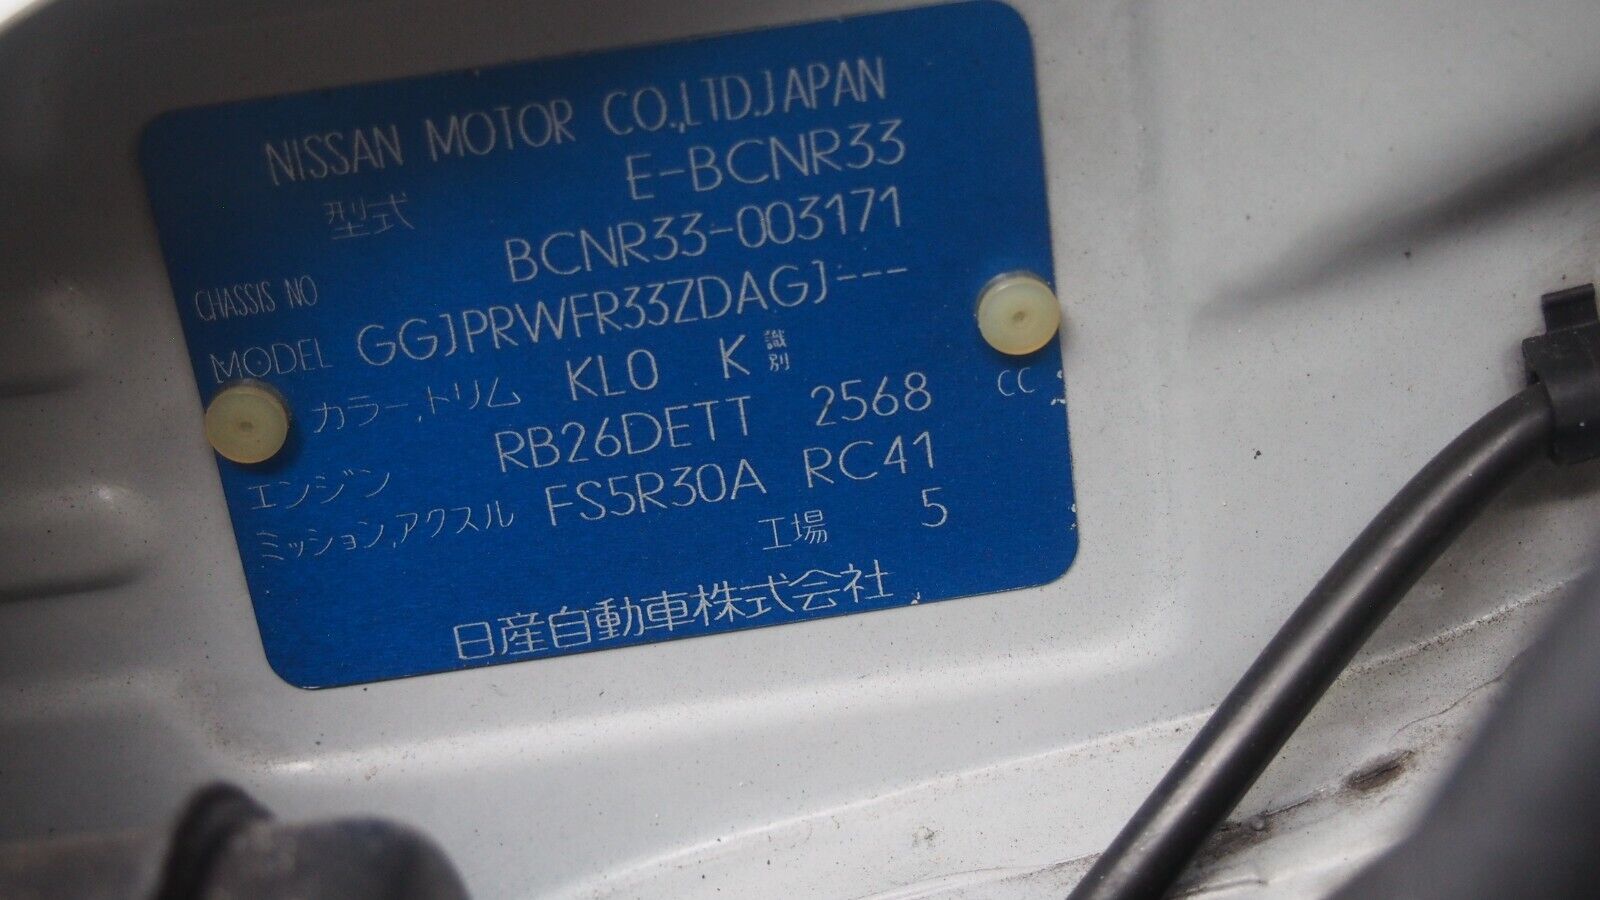 NISSAN MOTOR CO.,LTD.JAPAN
型式 E-BCNR33
CHASSIS NO BCNR33-003171
MODEL GGJPRWFR33ZDAGJ---
カラー,トリム KL0 K 識別
エンジン RB26DETT 2568 CC
ミッション,アクスル FS5R30A RC41
工場 5
日産自動車株式会社